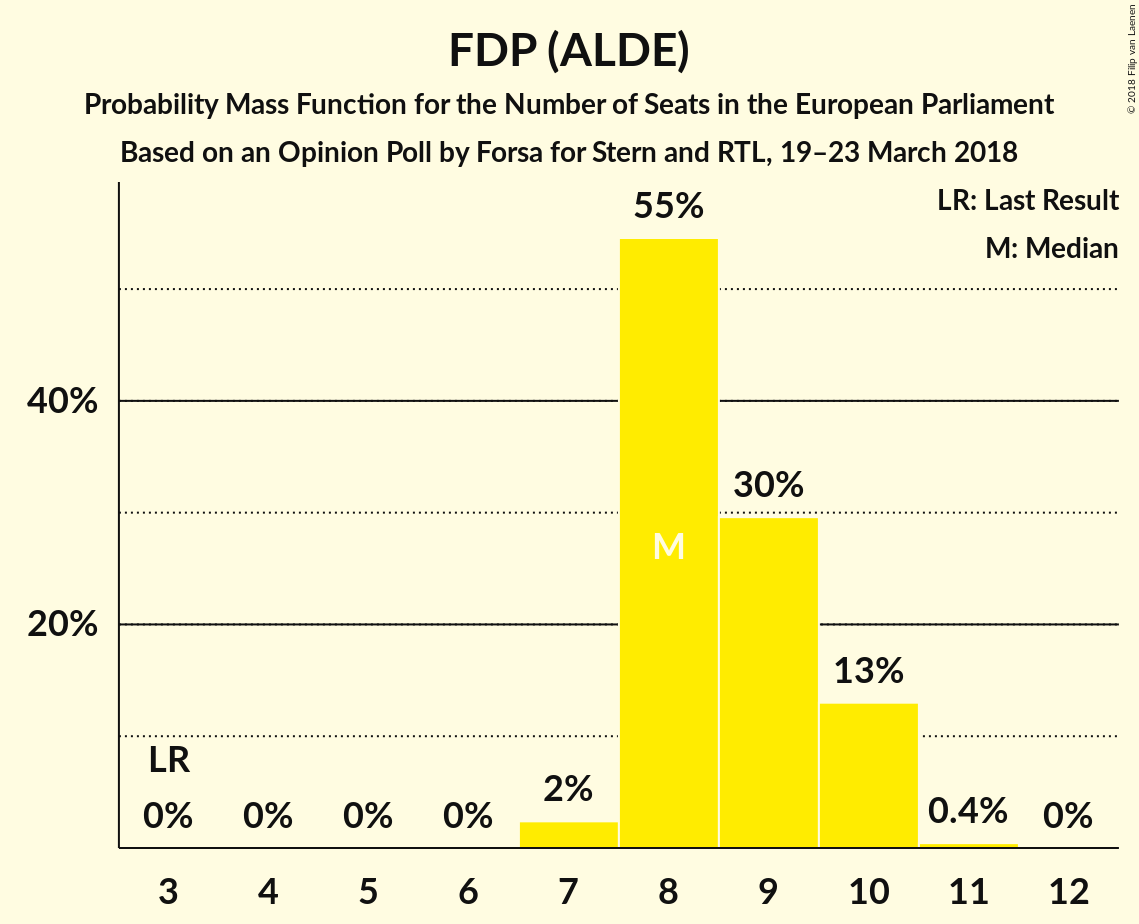 FDP (ALDE)
Probability Mass Function for the Number of Seats in the European Parliament
Based on an Opinion Poll by Forsa for Stern and RTL, 19–23 March 2018
© 2018 Filip van Laenen
LR: Last Result
M: Median
55%
40%
30%
M
20%
13%
LR
2%
0% 0% 0% 0% 0.4% 0%
3 4 5 6 7 8 9 10 11 12